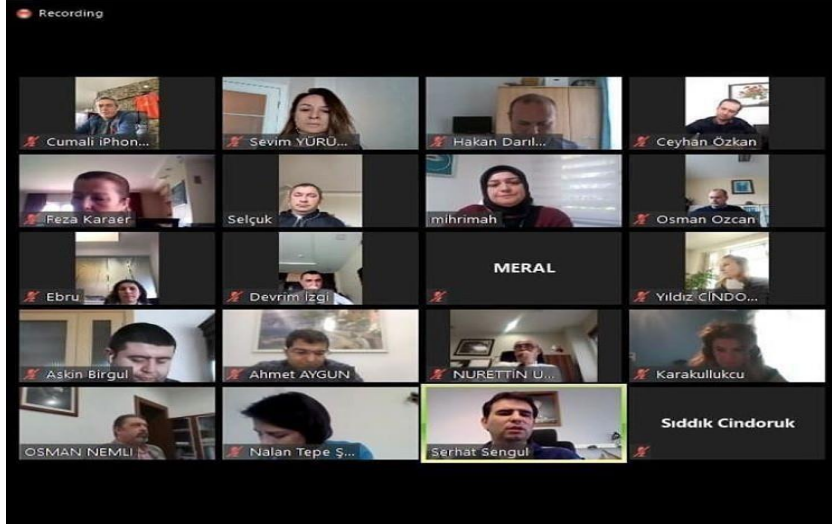 Recording
Cumali iPhon...
Sevim YÜRÜ...
Hakan Darıl...
Ceyhan Özkan
Feza Karaer
Selçuk
mihrimah
Osman Ozcan
Ebru
Devrim İzgi
MERAL
Yıldız CİNDO...
Askin Birgul
Ahmet AYGUN
NURETTİN U...
Karakullukcu
OSMAN NEMLI
Nalan Tepe Ş...
Serhat Sengul
Sıddık Cindoruk